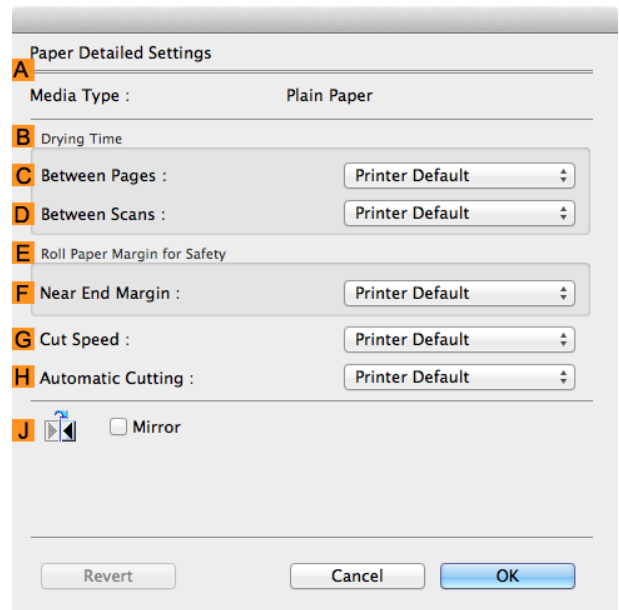 Paper Detailed Settings
A
Media Type : Plain Paper
B Drying Time
C Between Pages : Printer Default
D Between Scans : Printer Default
E Roll Paper Margin for Safety
F Near End Margin : Printer Default
G Cut Speed : Printer Default
H Automatic Cutting : Printer Default
J Mirror
Revert Cancel OK